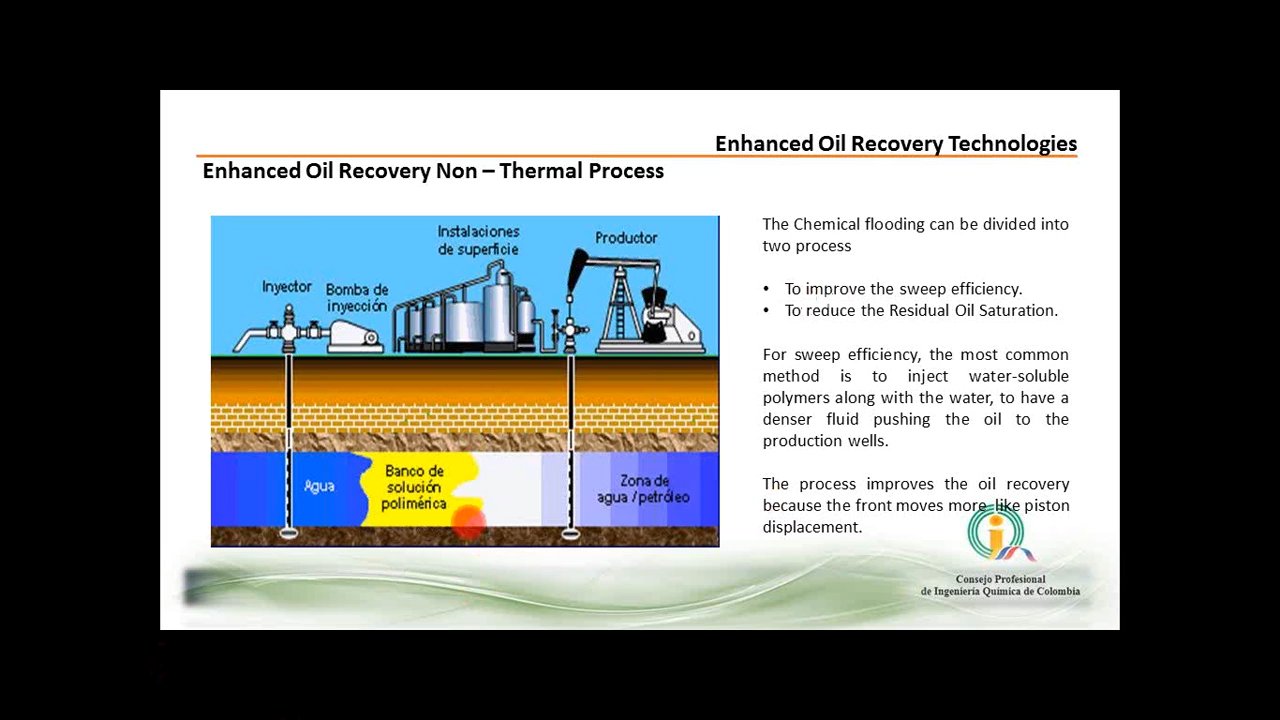 Enhanced Oil Recovery Technologies
Enhanced Oil Recovery Non – Thermal Process
Instalaciones
de superficie
Productor
Inyector
Bomba de
inyección
Agua
Banco de
solución
polimérica
Zona de
agua /petróleo
The Chemical flooding can be divided into
two process
• To improve the sweep efficiency.
• To reduce the Residual Oil Saturation.
For sweep efficiency, the most common
method is to inject water-soluble
polymers along with the water, to have a
denser fluid pushing the oil to the
production wells.
The process improves the oil recovery
because the front moves more like piston
displacement.
Consejo Profesional
de Ingeniería Química de Colombia